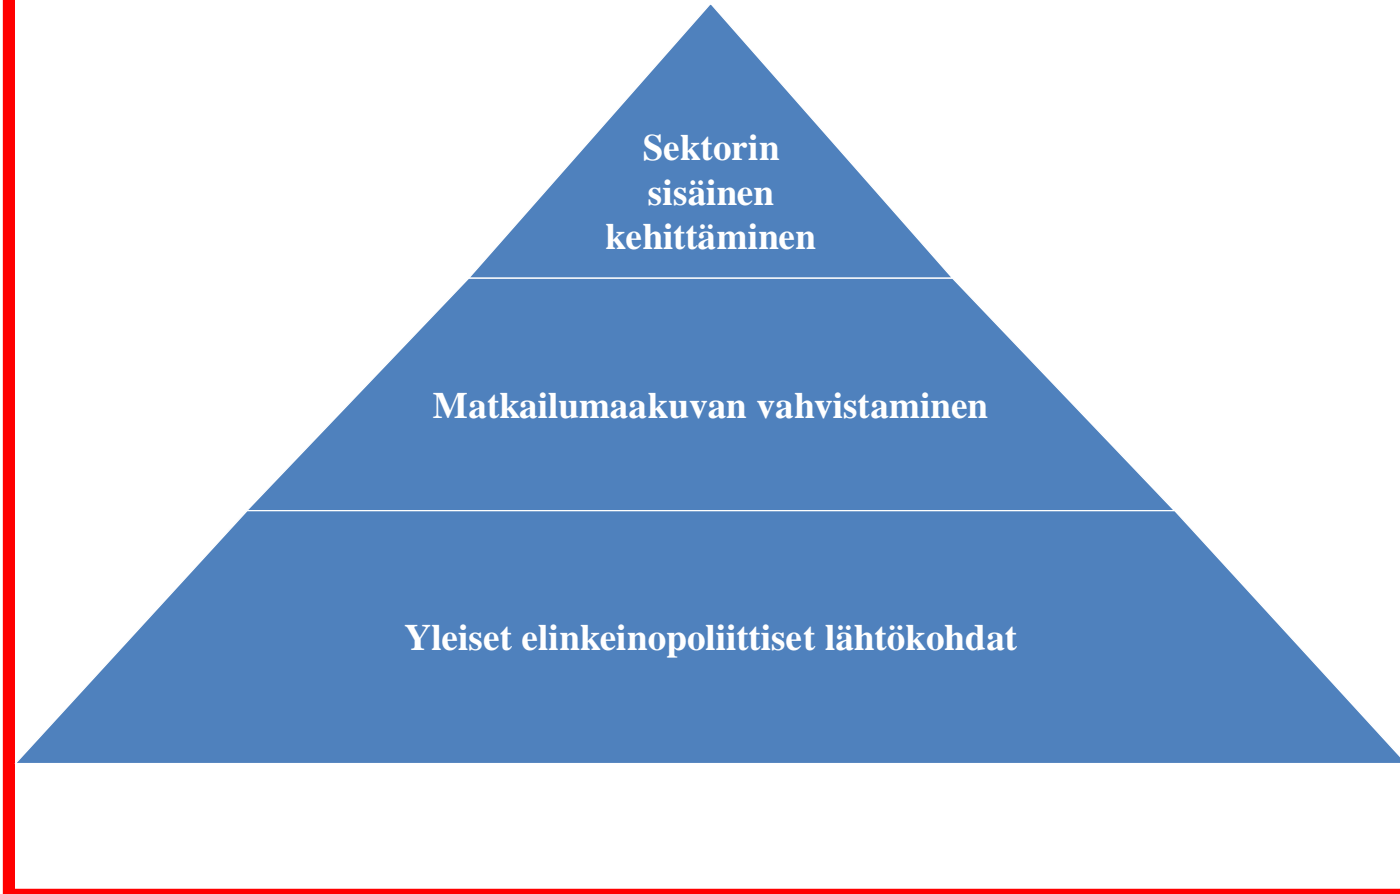 Sektorin
sisäinen
kehittäminen
Matkailumaakuvan vahvistaminen
Yleiset elinkeinopoliittiset lähtökohdat